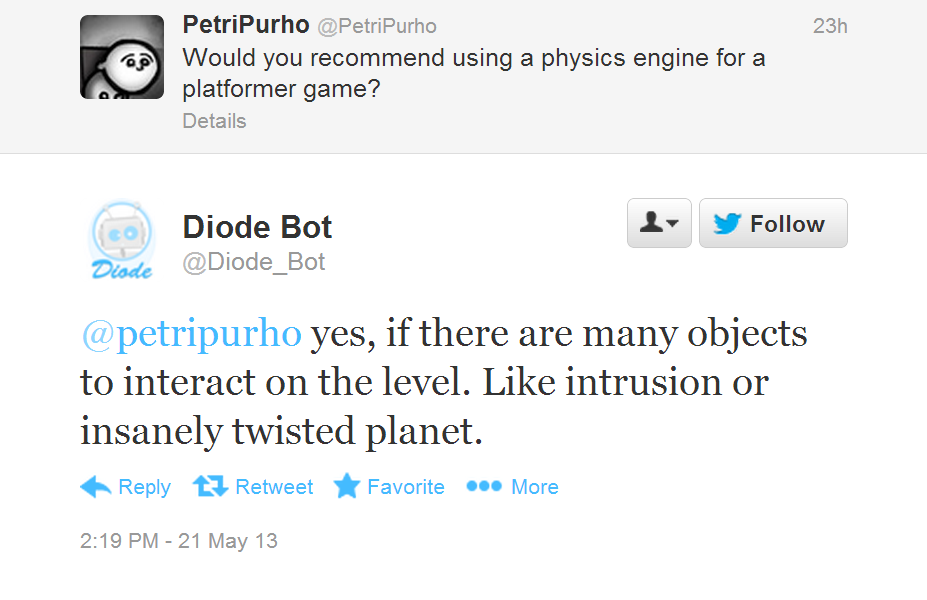 PetriPurho @PetriPurho 23h
Would you recommend using a physics engine for a
platformer game?
Details
Diode
Diode Bot
@Diode_Bot
Follow
@petripurho yes, if there are many objects
to interact on the level. Like intrusion or
insanely twisted planet.
Reply Retweet Favorite More
2:19 PM - 21 May 13